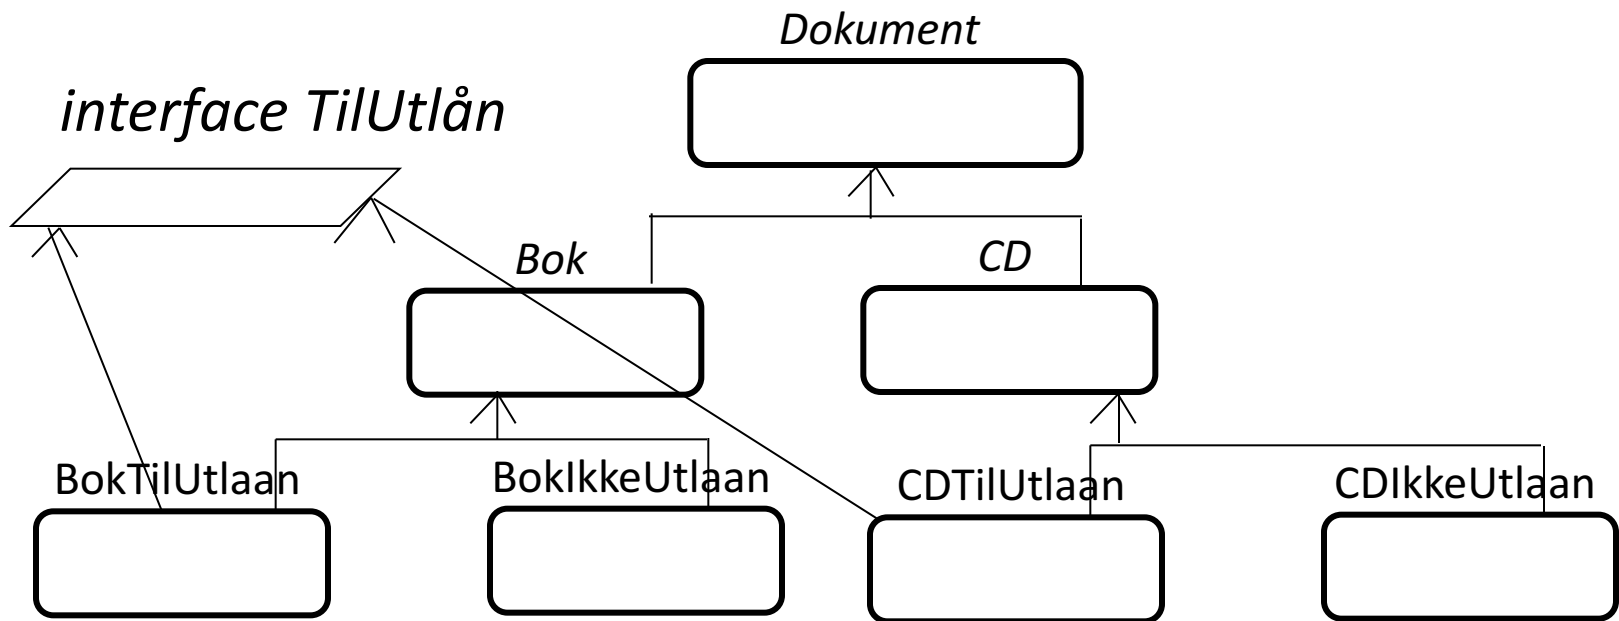 Dokument
interface TilUtlån
Bok
CD
BokTilUtlaan
BokIkkeUtlaan
CDTilUtlaan
CDIkkeUtlaan